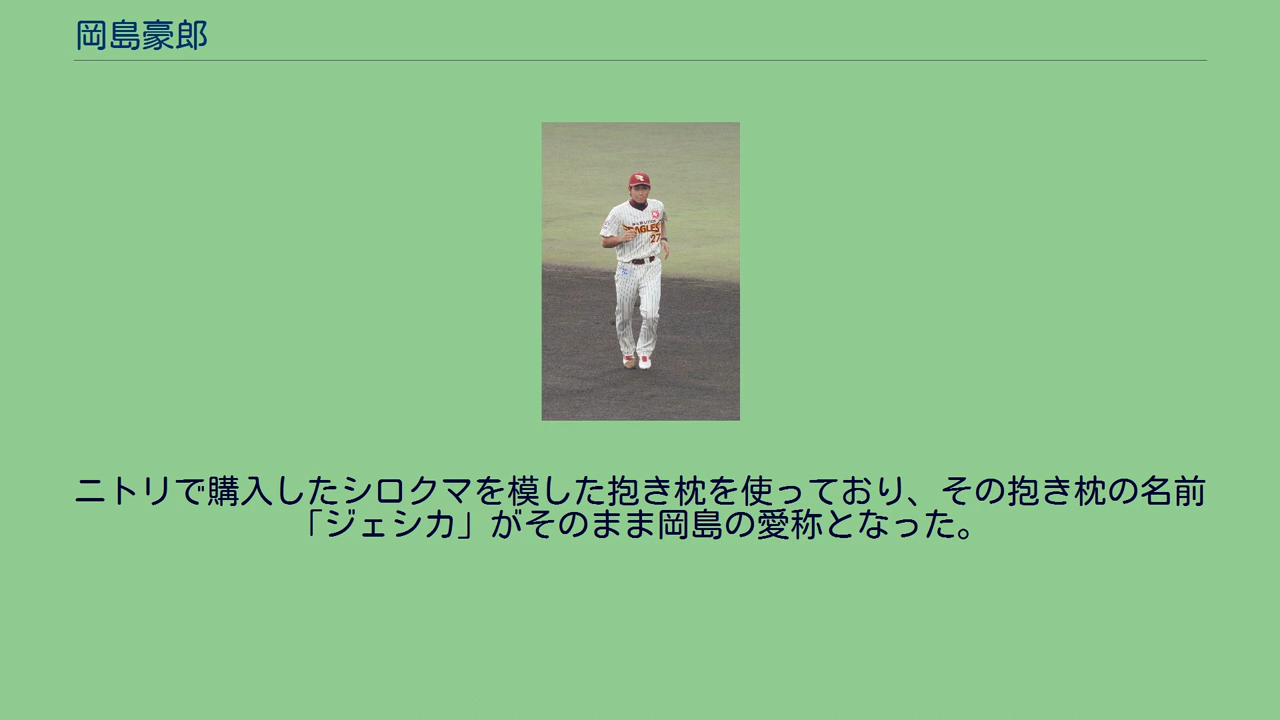 岡島豪郎
EAGLES
27
ニトリで購入したシロクマを模した抱き枕を使っており、その抱き枕の名前
「ジェシカ」がそのまま岡島の愛称となった。